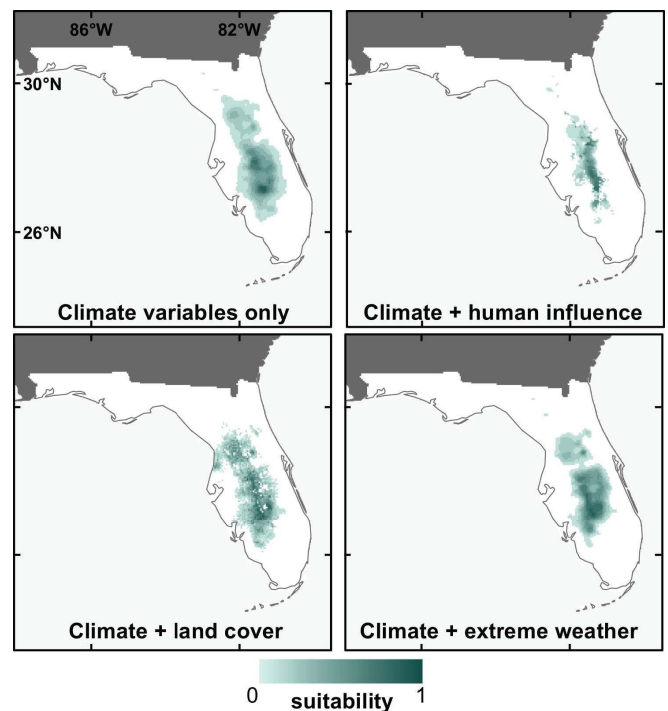 86°W 82°W
30°N
26°N
Climate variables only
Climate + human influence
Climate + land cover
Climate + extreme weather
0 1
suitability